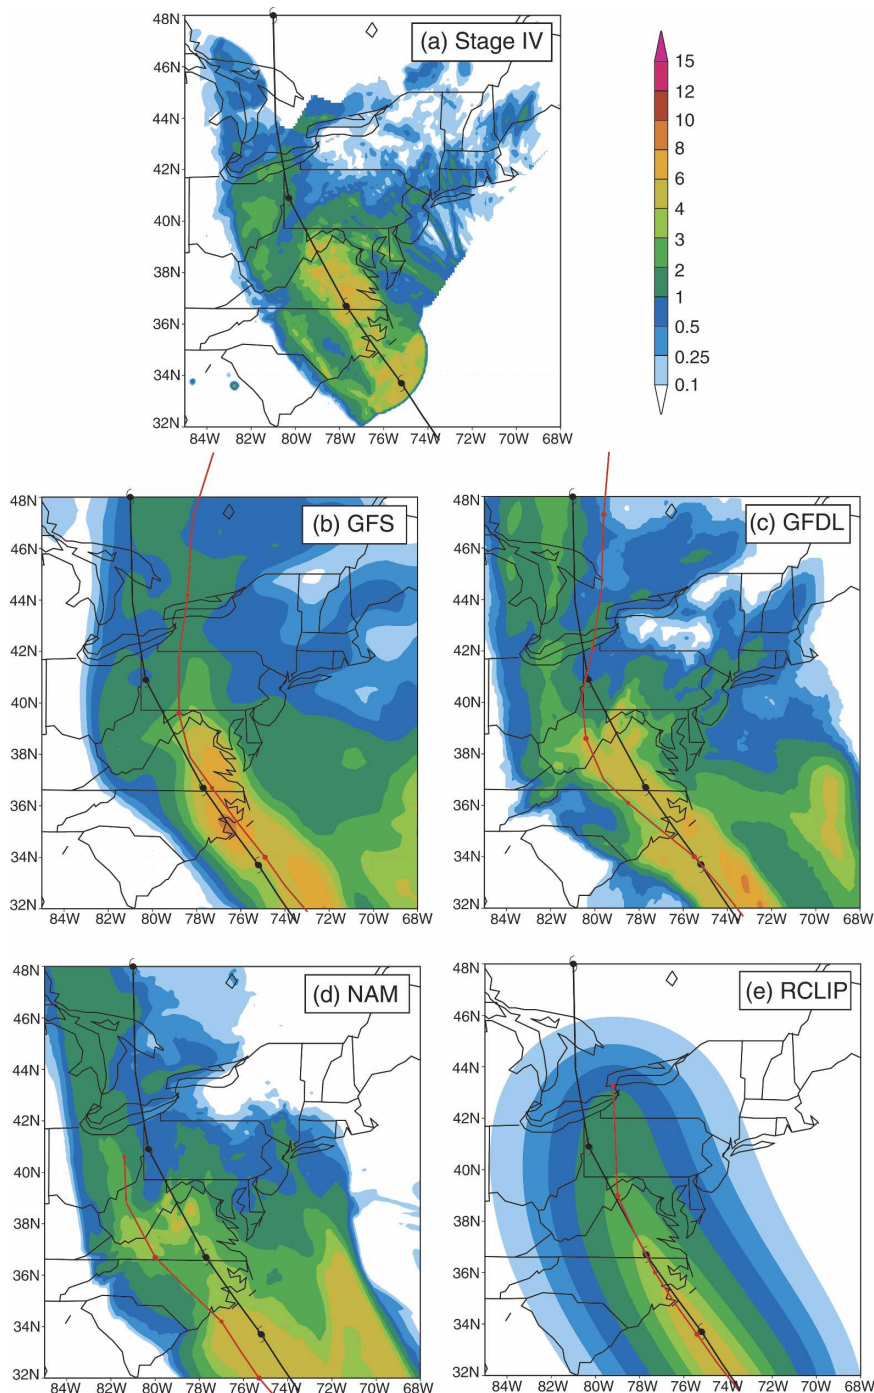 (a) Stage IV
48N
46N
44N
42N
40N
38N
36N
34N
32N
84W 82W 80W 78W 76W 74W 72W 70W 68W
15
12
10
8
6
4
3
2
1
0.5
0.25
0.1
(b) GFS
48N
46N
44N
42N
40N
38N
36N
34N
32N
84W 82W 80W 78W 76W 74W 72W 70W 68W
(c) GFDL
48N
46N
44N
42N
40N
38N
36N
34N
32N
84W 82W 80W 78W 76W 74W 72W 70W 68W
(d) NAM
48N
46N
44N
42N
40N
38N
36N
34N
32N
84W 82W 80W 78W 76W 74W 72W 70W 68W
(e) RCLIP
48N
46N
44N
42N
40N
38N
36N
34N
32N
84W 82W 80W 78W 76W 74W 72W 70W 68W